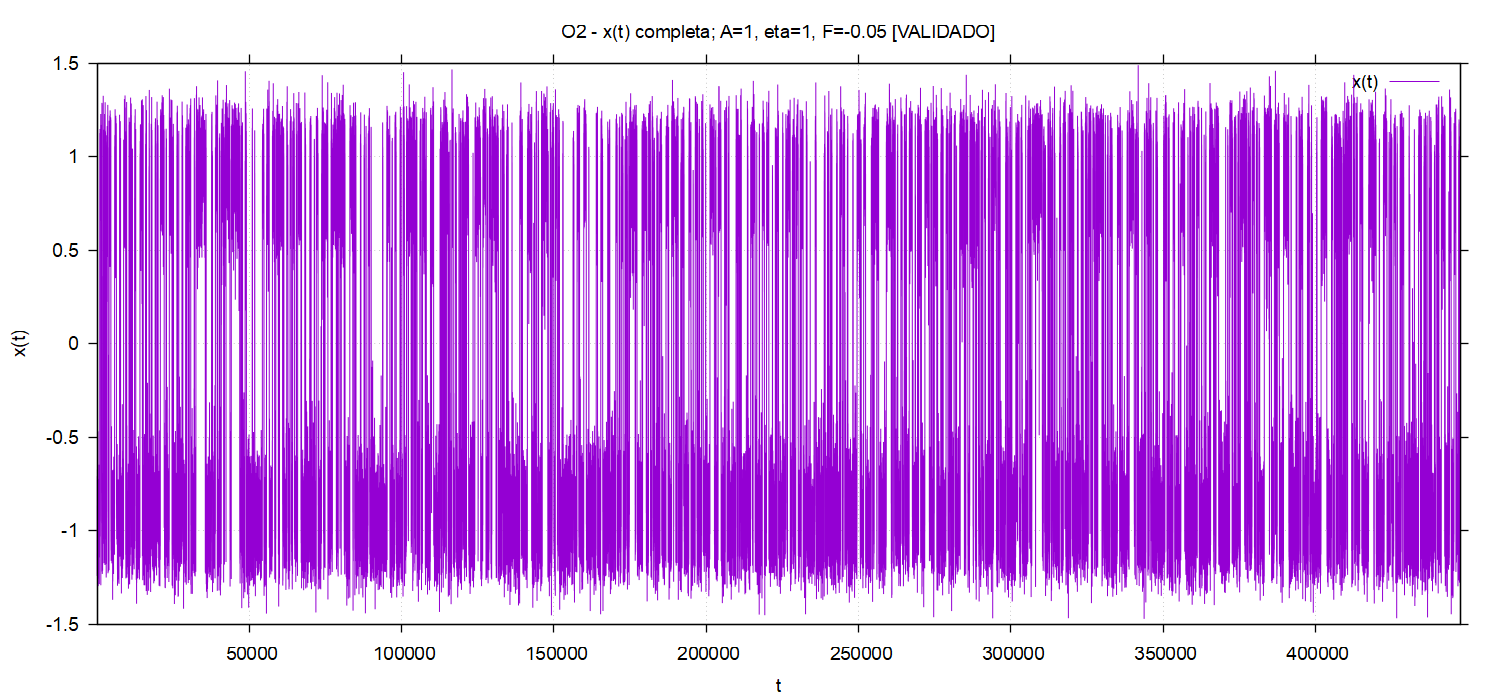 O2 - x(t) completa; A=1, eta=1, F=-0.05 [VALIDADO]
x(t)
1.5
1
0.5
0
-0.5
-1
-1.5
x(t)
50000 100000 150000 200000 250000 300000 350000 400000
t